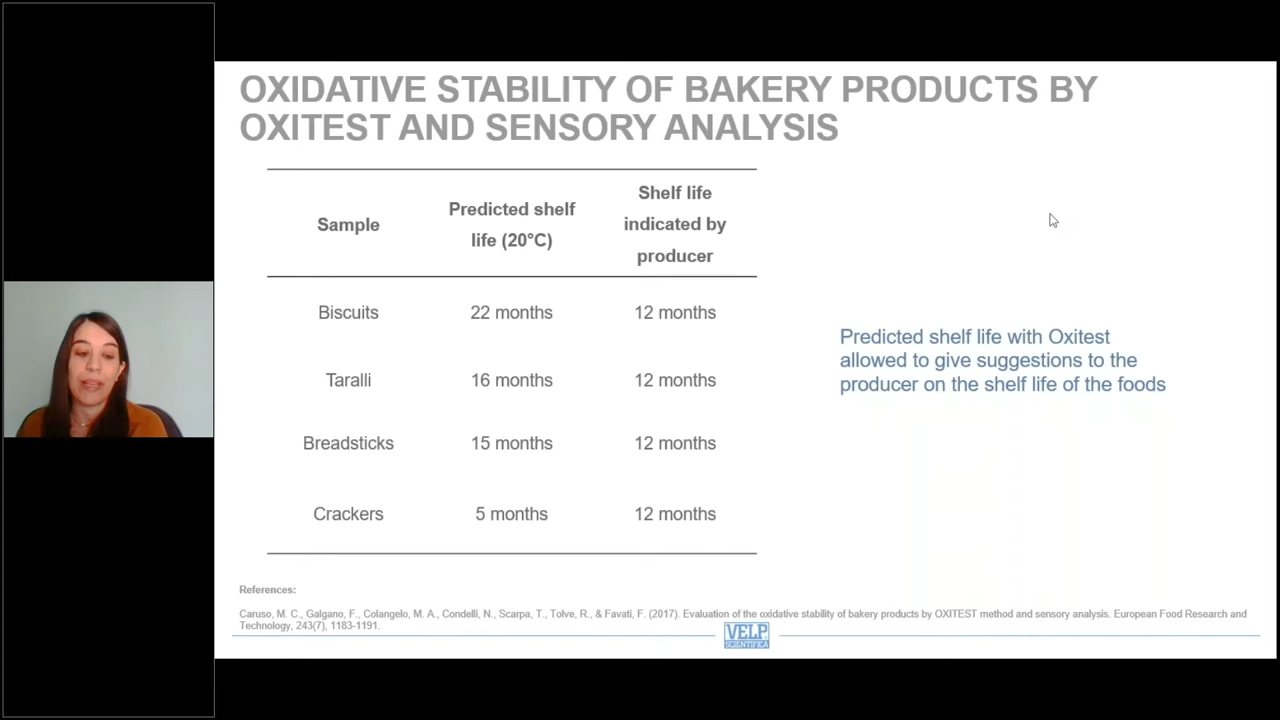 OXIDATIVE STABILITY OF BAKERY PRODUCTS BY
OXITEST AND SENSORY ANALYSIS
Sample
Predicted shelf
life (20°C)
Shelf life
indicated by
producer
Biscuits 22 months 12 months
Taralli 16 months 12 months
Breadsticks 15 months 12 months
Crackers 5 months 12 months
Predicted shelf life with Oxitest
allowed to give suggestions to the
producer on the shelf life of the foods
References:
Caruso, M. C., Galgano, F., Colangelo, M. A., Condelli, N., Scarpa, T., Tolve, R., & Favati, F. (2017). Evaluation of the oxidative stability of bakery products by OXITEST method and sensory analysis. European Food Research and
Technology, 243(7), 1183-1191.
VELP
SCIENTIFICA